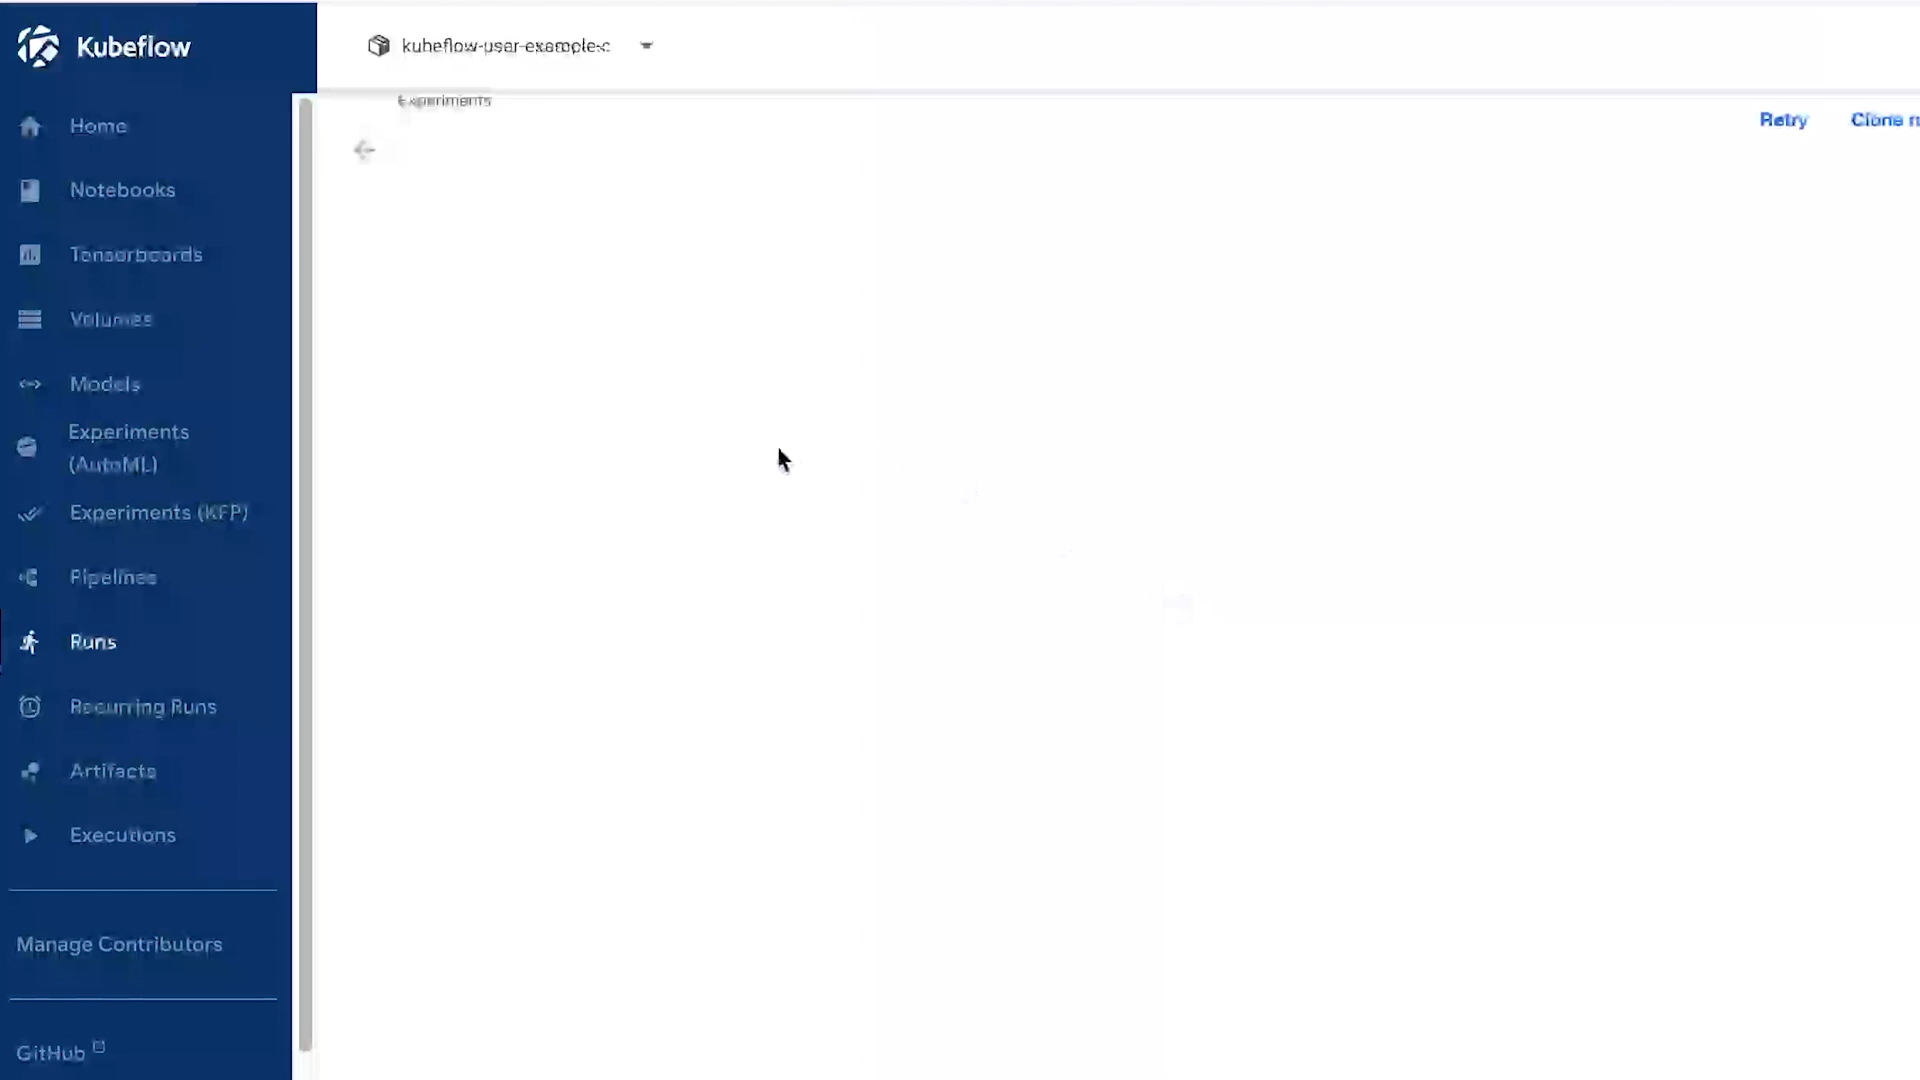 Kubeflow
kubeflow-user-example-c
Experiments
Retry
Clone
Home
Notebooks
Tensorboards
Volumes
Models
Experiments
(AutoML)
Experiments (KFP)
Pipelines
Runs
Recurring Runs
Artifacts
Executions
Manage Contributors
GitHub